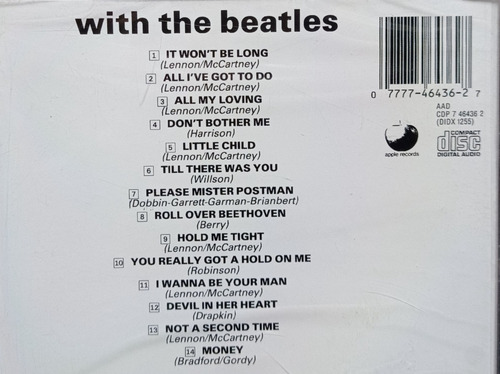 with the beatles
1 IT WON'T BE LONG
(Lennon/McCartney)
2 ALL I'VE GOT TO DO
(Lennon/McCartney)
3 ALL MY LOVING
(Lennon/McCartney)
4 DON'T BOTHER ME
(Harrison)
5 LITTLE CHILD
(Lennon/McCartney)
6 TILL THERE WAS YOU
(Willson)
7 PLEASE MISTER POSTMAN
(Dobbin-Garrett-Garman-Brianbert)
8 ROLL OVER BEETHOVEN
(Berry)
9 HOLD ME TIGHT
(Lennon/McCartney)
10 YOU REALLY GOT A HOLD ON ME
(Robinson)
11 I WANNA BE YOUR MAN
(Lennon/McCartney)
12 DEVIL IN HER HEART
(Drapkin)
13 NOT A SECOND TIME
(Lennon/McCartney)
14 MONEY
(Bradford/Gordy)
0 7777-46436-2 7
AAD
CDP 7 46436 2
(DIDX 1255)
apple records
COMPACT
disc
DIGITAL AUDIO